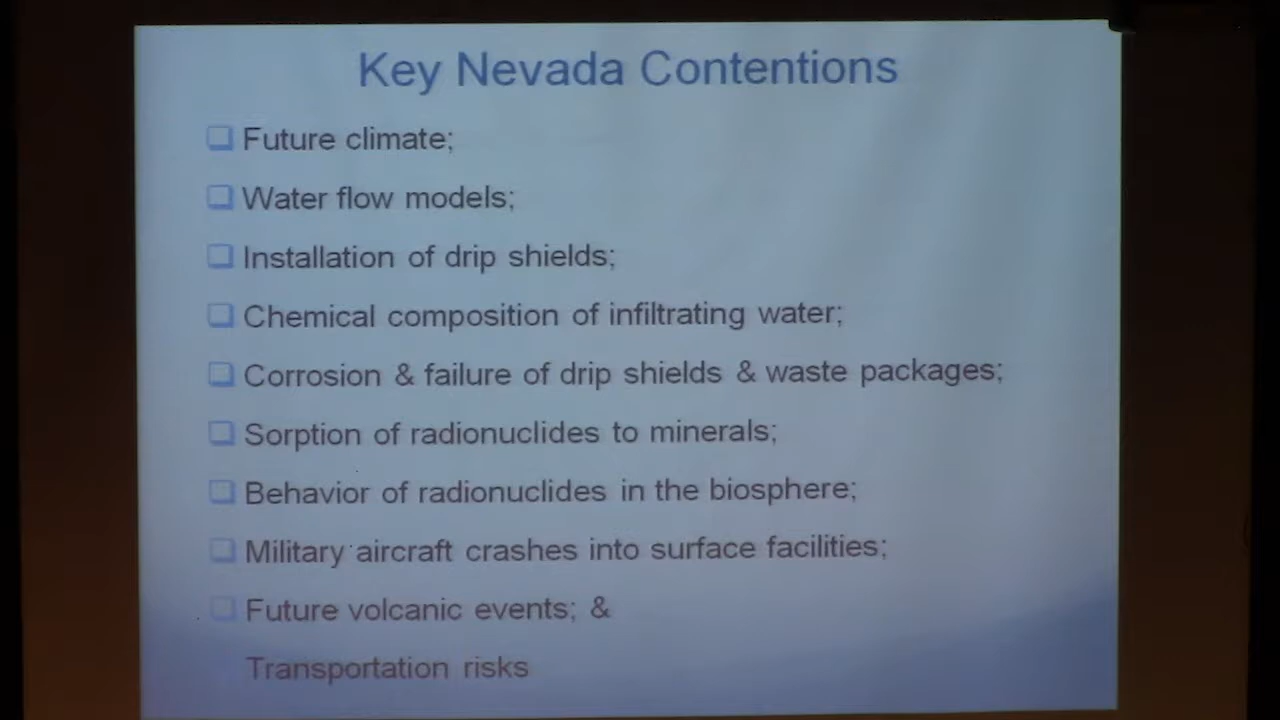 Key Nevada Contentions
Future climate;
Water flow models;
Installation of drip shields;
Chemical composition of infiltrating water;
Corrosion & failure of drip shields & waste packages;
Sorption of radionuclides to minerals;
Behavior of radionuclides in the biosphere;
Military aircraft crashes into surface facilities;
Future volcanic events; &
Transportation risks